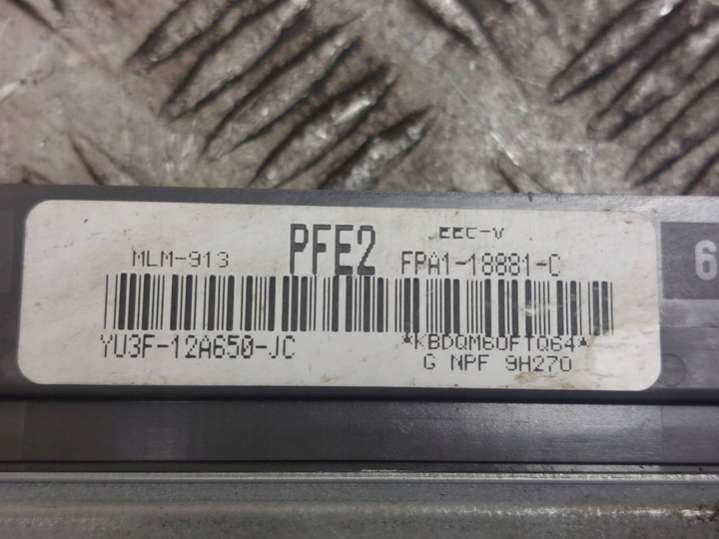 PFE2
EEC-V
MLM-913
FPA1-18881-C
6
YU3F-12A650-JC
*KBDQM60FTQ64*
G NPF 9H270